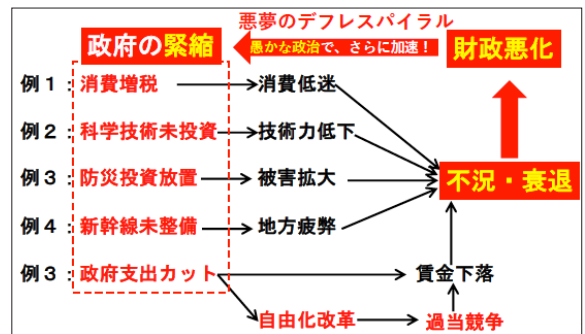 悪夢のデフレスパイラル
政府の緊縮
愚かな政治で、さらに加速！
財政悪化
例１：消費増税
消費低迷
例２：科学技術未投資
技術力低下
例３：防災投資放置
被害拡大
不況・衰退
例４：新幹線未整備
地方疲弊
例３：政府支出カット
賃金下落
自由化改革
過当競争